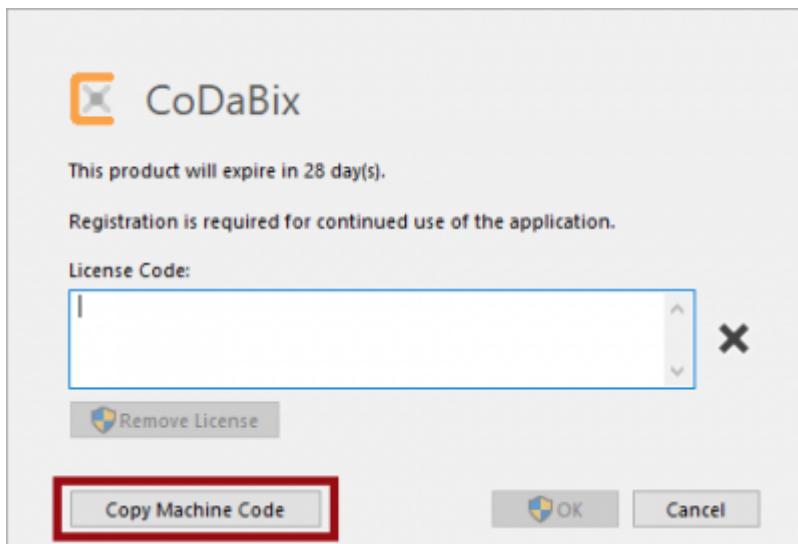 CoDaBix
This product will expire in 28 day(s).
Registration is required for continued use of the application.
License Code:
Remove License
Copy Machine Code
OK
Cancel